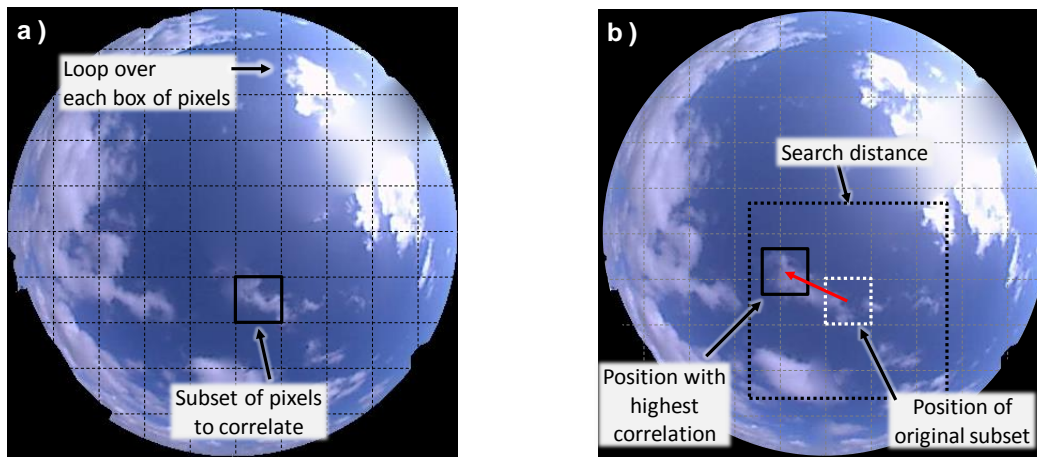 a )
Loop over
each box of pixels
Subset of pixels
to correlate
b )
Search distance
Position with
highest
correlation
Position of
original subset